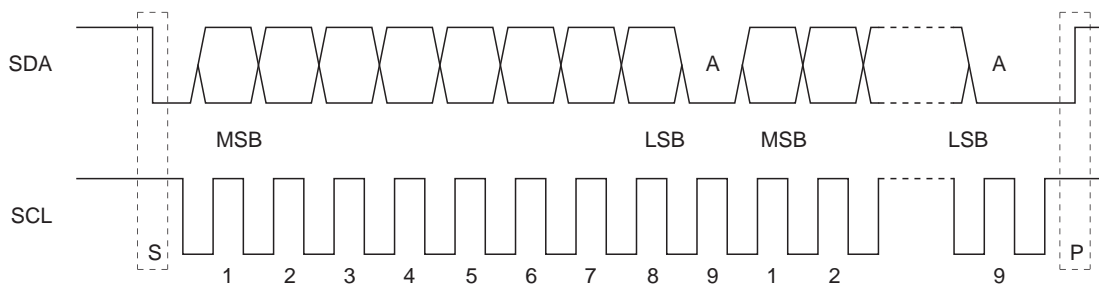 SDA
A A
MSB LSB MSB LSB
SCL
S P
1 2 3 4 5 6 7 8 9 1 2 9